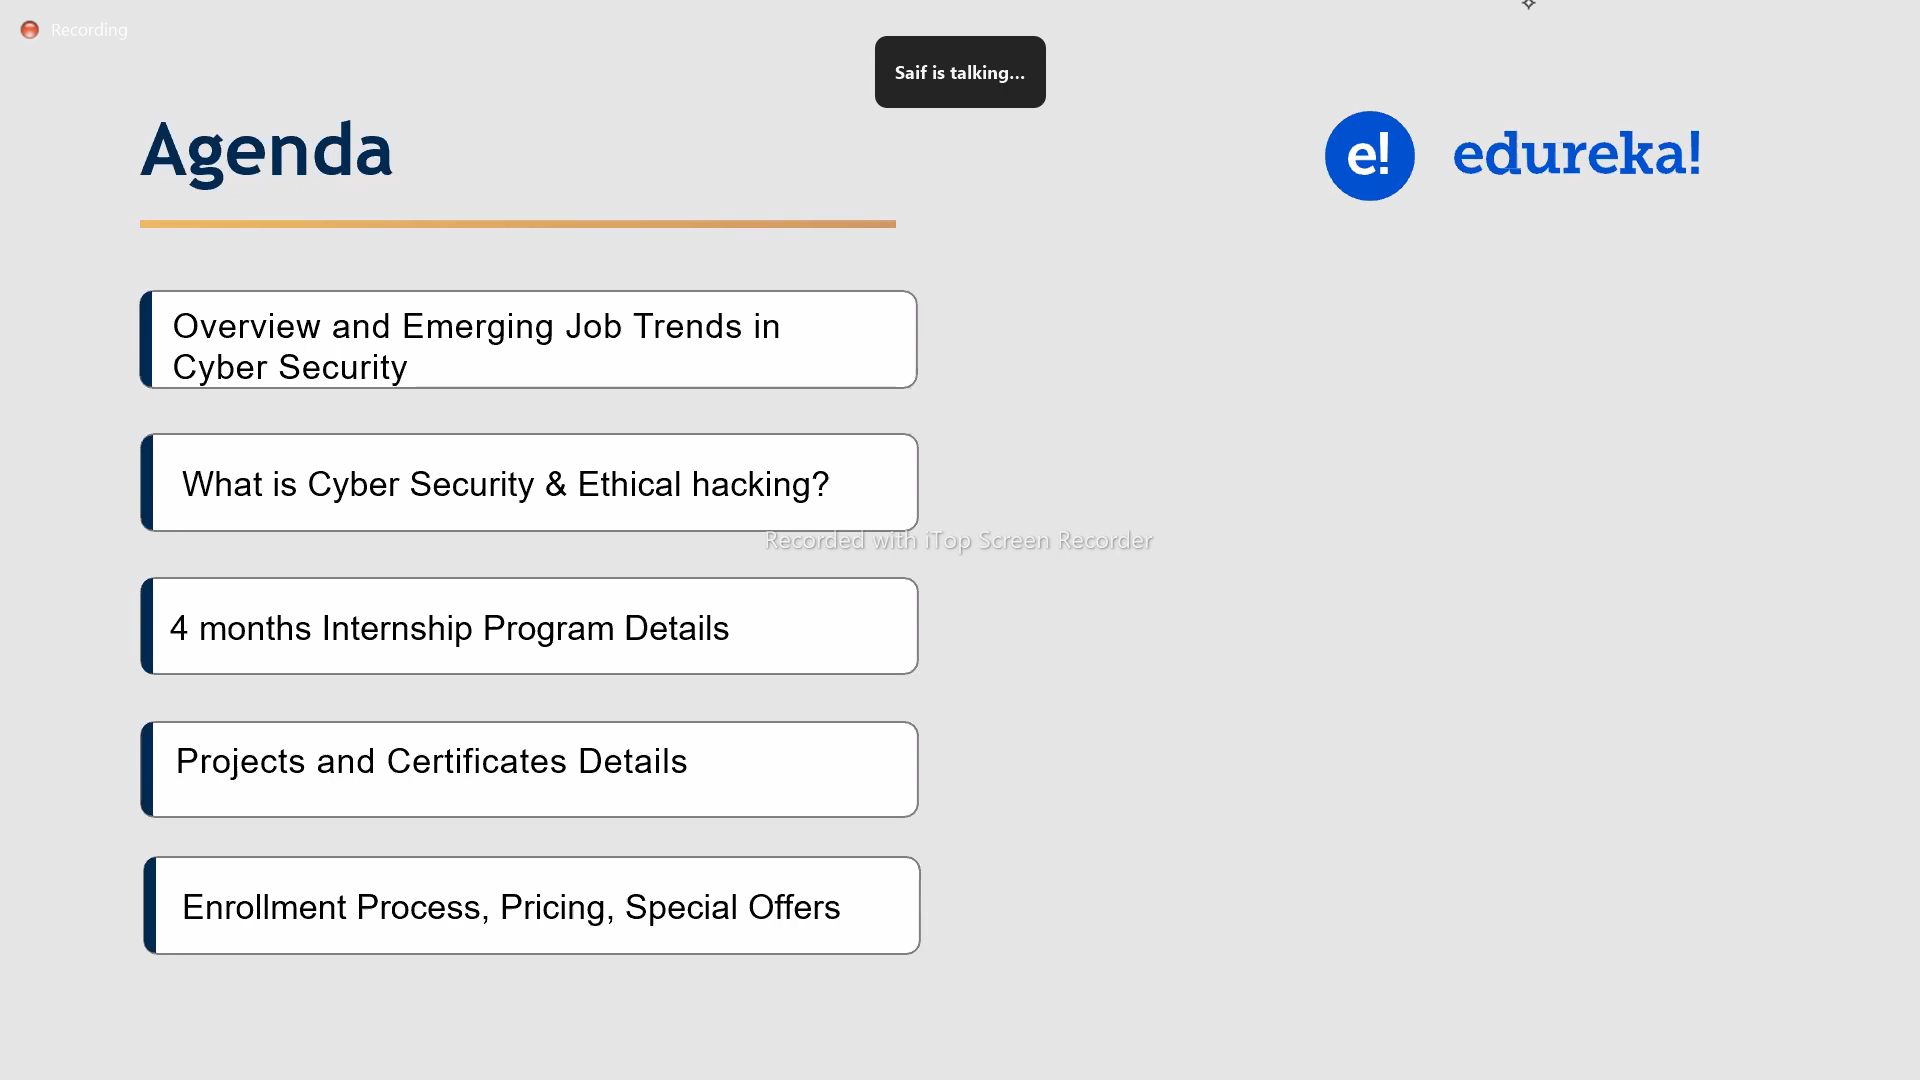 Recording
Saif is talking...
Agenda
e! edureka!
Overview and Emerging Job Trends in
Cyber Security
What is Cyber Security & Ethical hacking?
Recorded with iTop Screen Recorder
4 months Internship Program Details
Projects and Certificates Details
Enrollment Process, Pricing, Special Offers